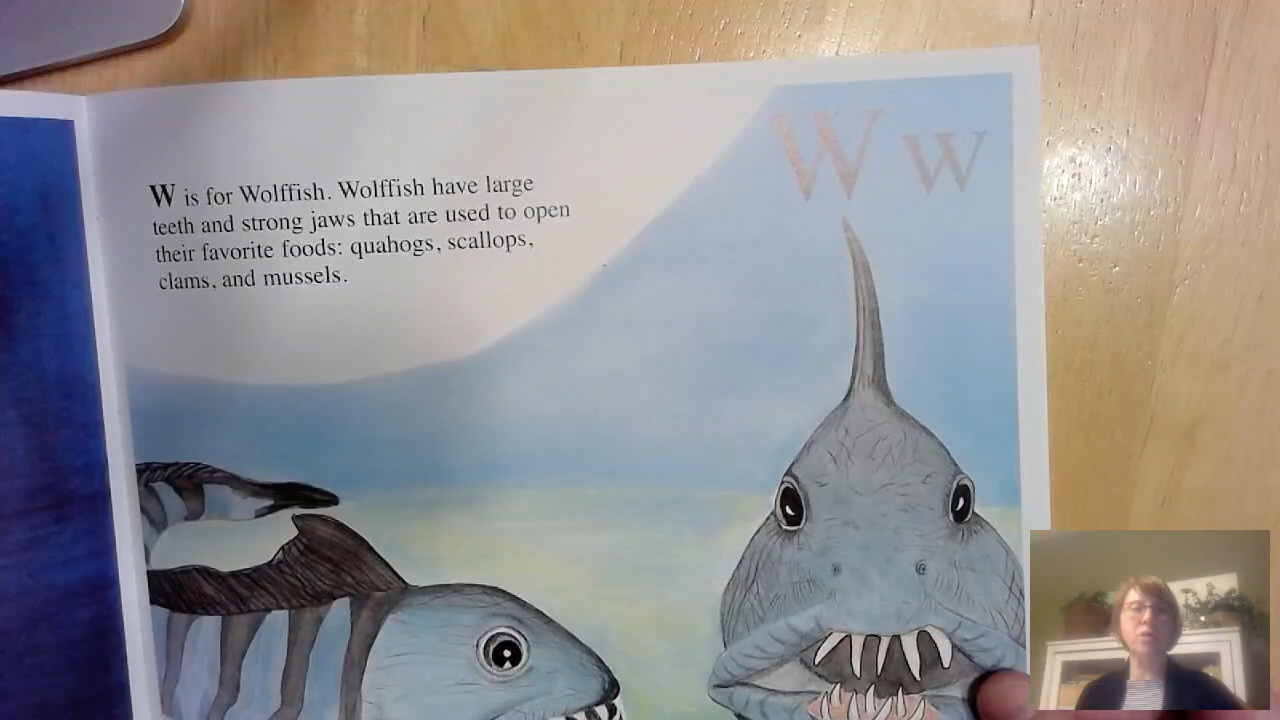 W w
W is for Wolffish. Wolffish have large
teeth and strong jaws that are used to open
their favorite foods: quahogs, scallops,
clams, and mussels.